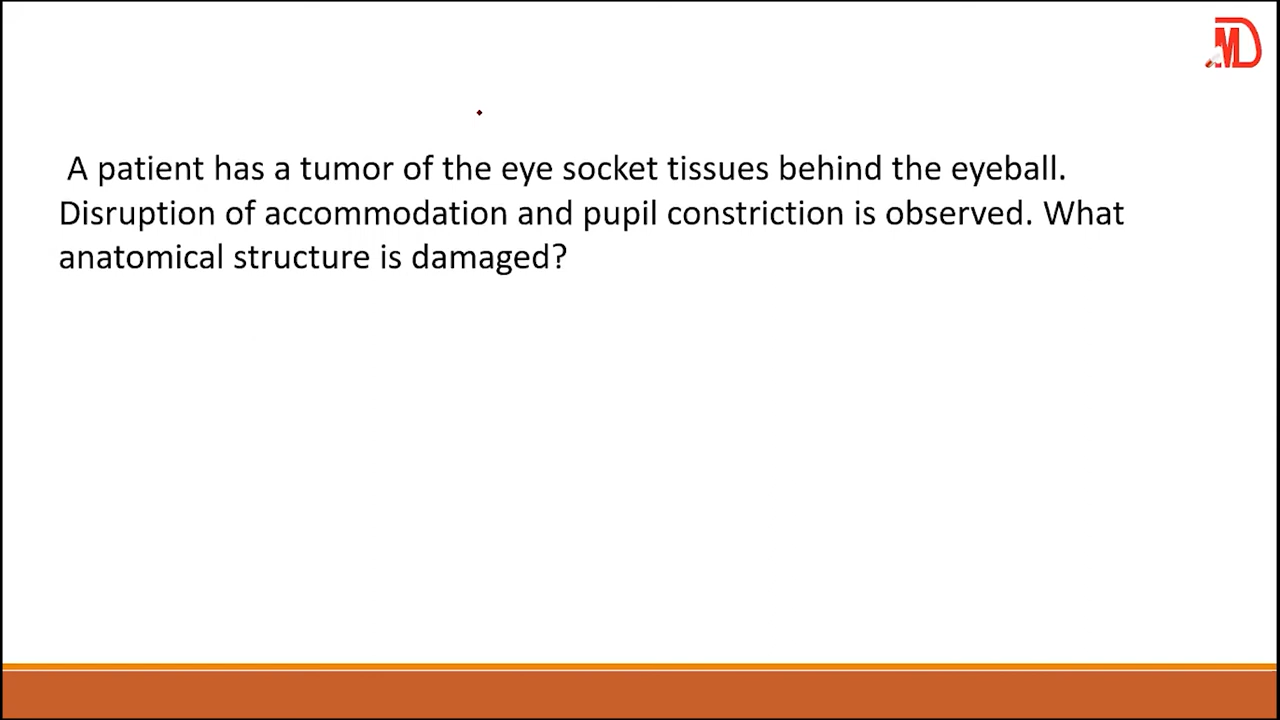 MD
A patient has a tumor of the eye socket tissues behind the eyeball.
Disruption of accommodation and pupil constriction is observed. What
anatomical structure is damaged?